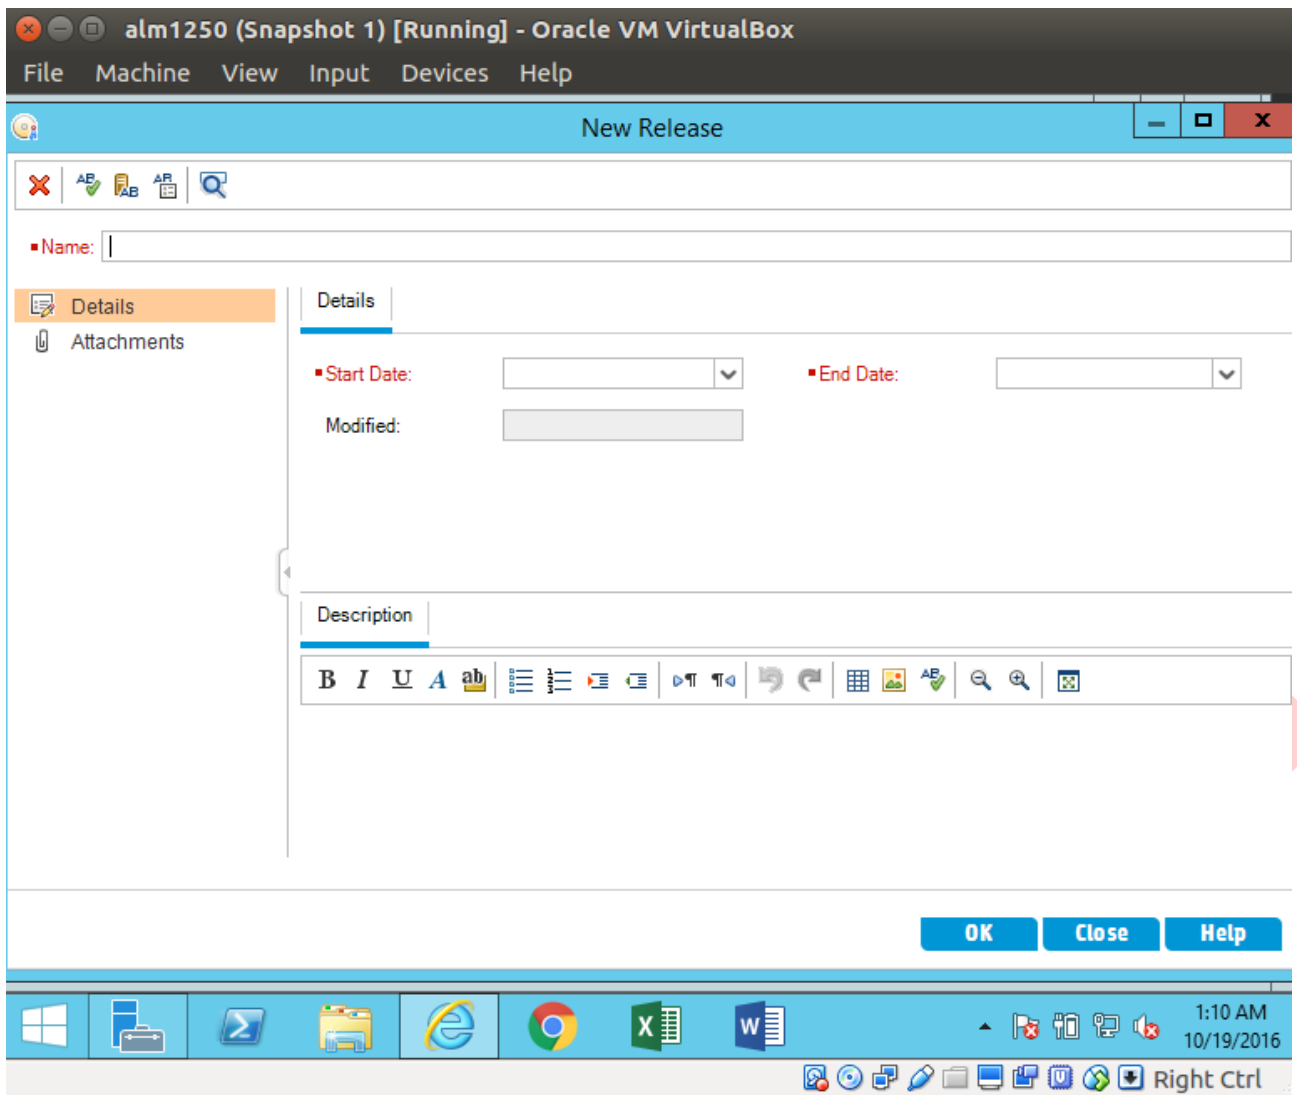 alm1250 (Snapshot 1) [Running] - Oracle VM VirtualBox
File Machine View Input Devices Help
New Release
Name:
Details
Attachments
Details
Start Date:
End Date:
Modified:
Description
B I U A ab
OK Close Help
1:10 AM
10/19/2016
Right Ctrl